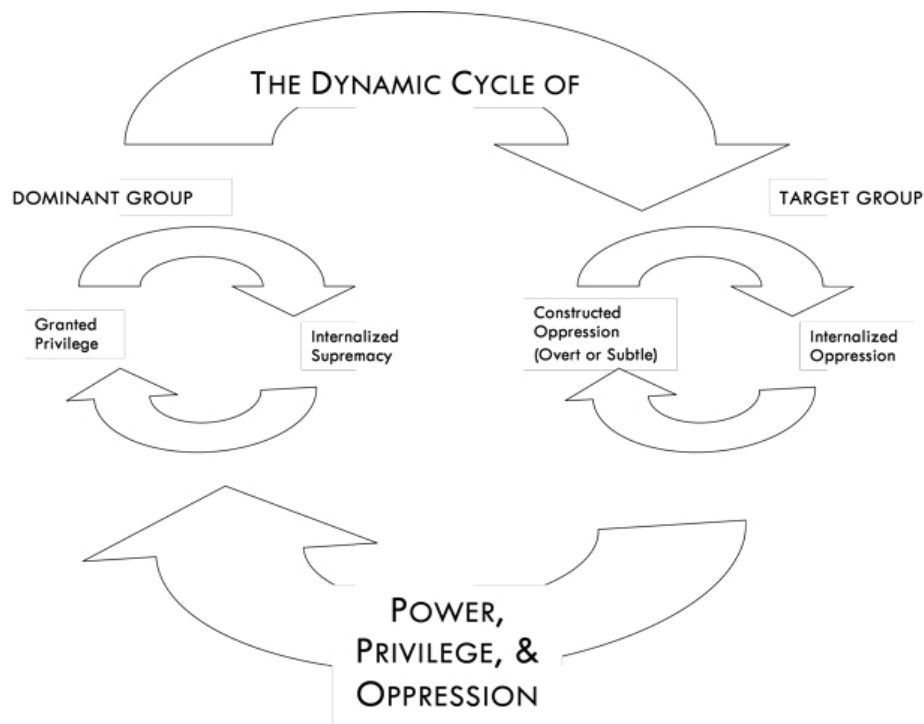 THE DYNAMIC CYCLE OF
DOMINANT GROUP
TARGET GROUP
Granted
Privilege
Internalized
Supremacy
Constructed
Oppression
(Overt or Subtle)
Internalized
Oppression
POWER,
PRIVILEGE, &
OPPRESSION